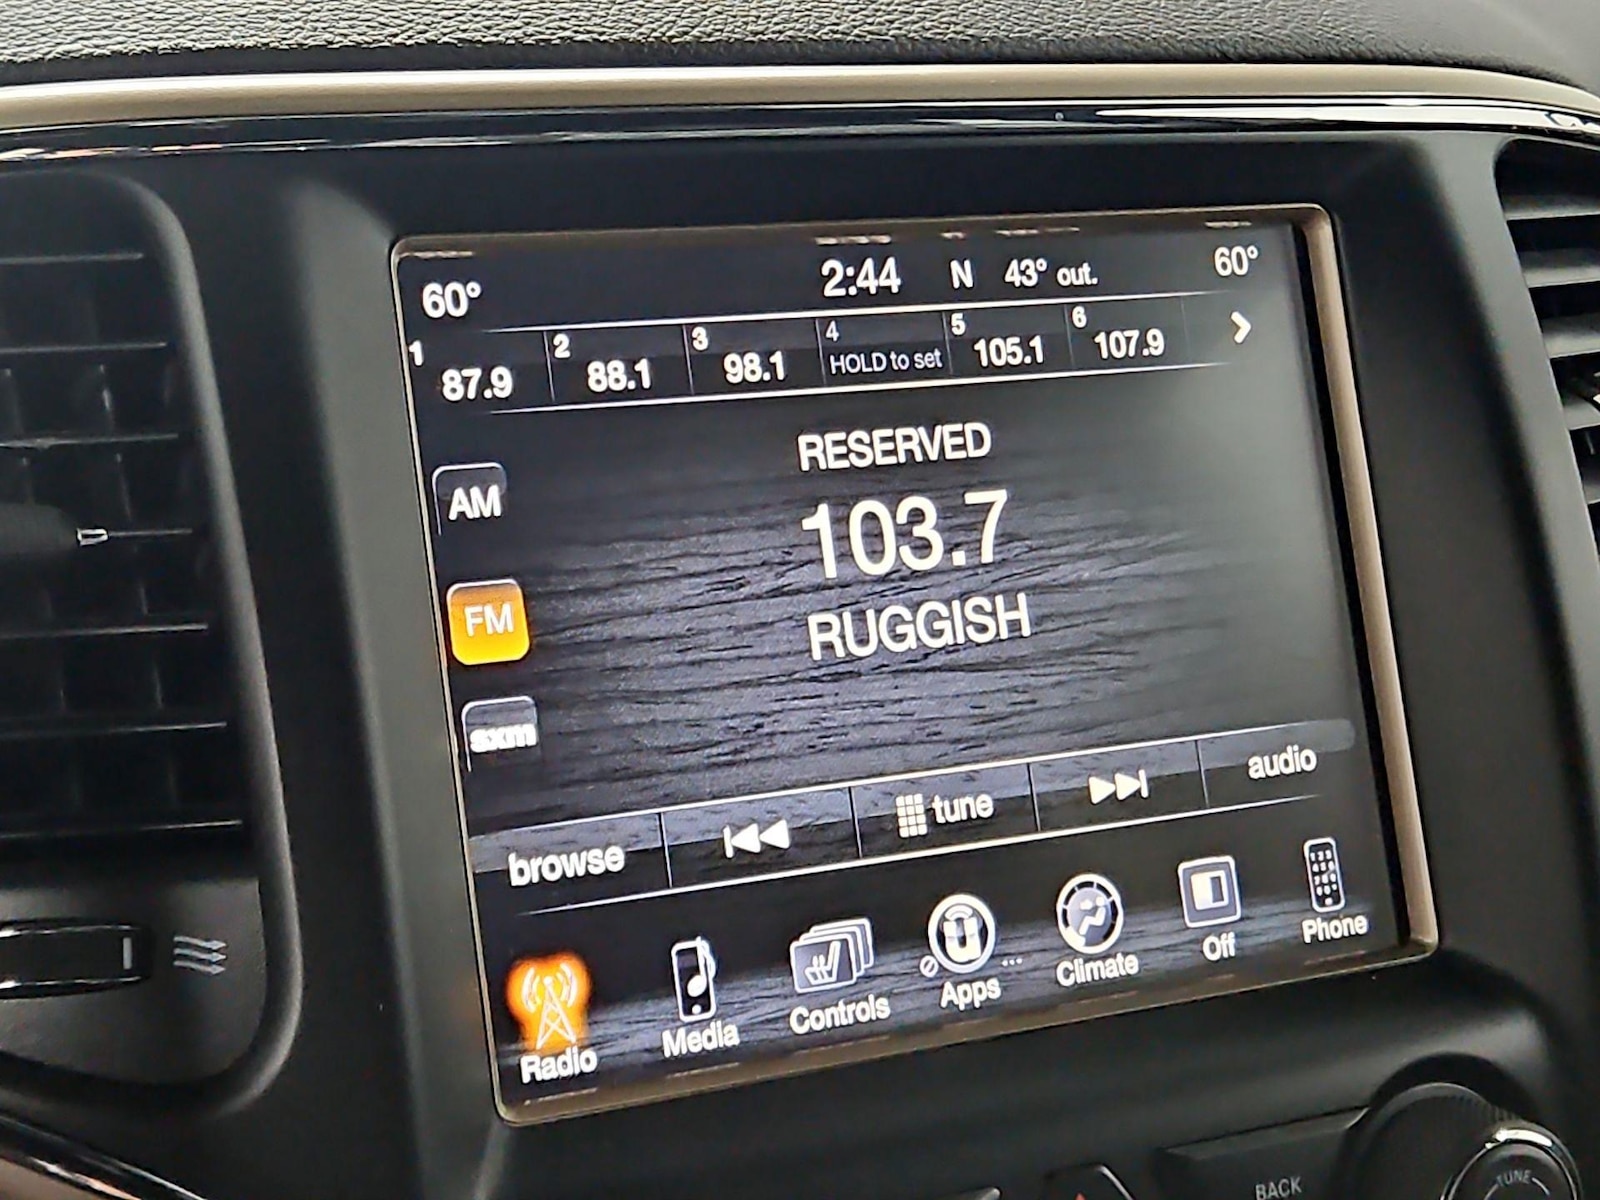 60° 2:44 N 43° out. 60°
1 87.9 2 88.1 3 98.1 4 HOLD to set 5 105.1 6 107.9
RESERVED
AM
103.7
FM
RUGGISH
sxm
browse tune audio
Radio Media Controls Apps ... Climate Off Phone
BACK
TUNE